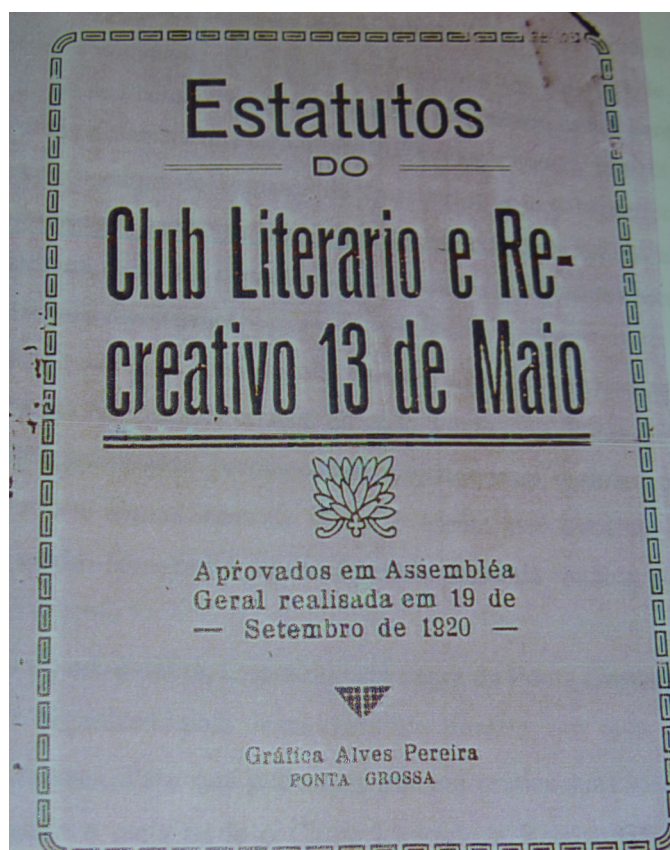 Estatutos
DO
Club Literario e Re-
creativo 13 de Maio
Aprovados em Assembléa
Geral realisada em 19 de
— Setembro de 1920 —
Gráfica Alves Pereira
PONTA GROSSA